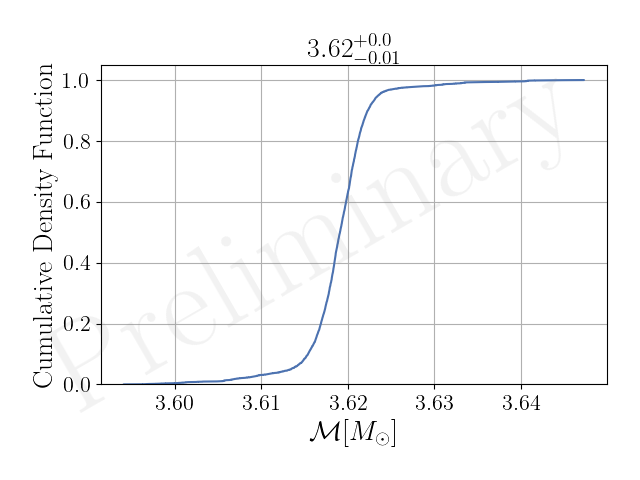 3.62^{+0.0}_{-0.01}
Cumulative Density Function
1.0
0.8
0.6
0.4
0.2
0.0
Preliminary
3.60 3.61 3.62 3.63 3.64
ℳ[M_⊙]